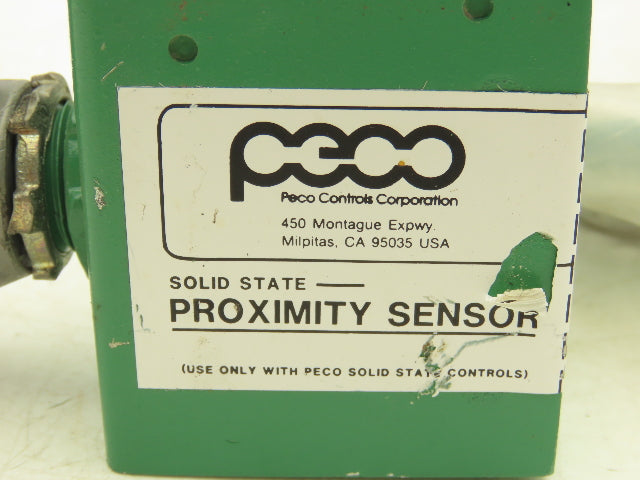 peco
Peco Controls Corporation
450 Montague Expwy.
Milpitas, CA 95035 USA
SOLID STATE —
PROXIMITY SENSOR
(USE ONLY WITH PECO SOLID STATE CONTROLS)